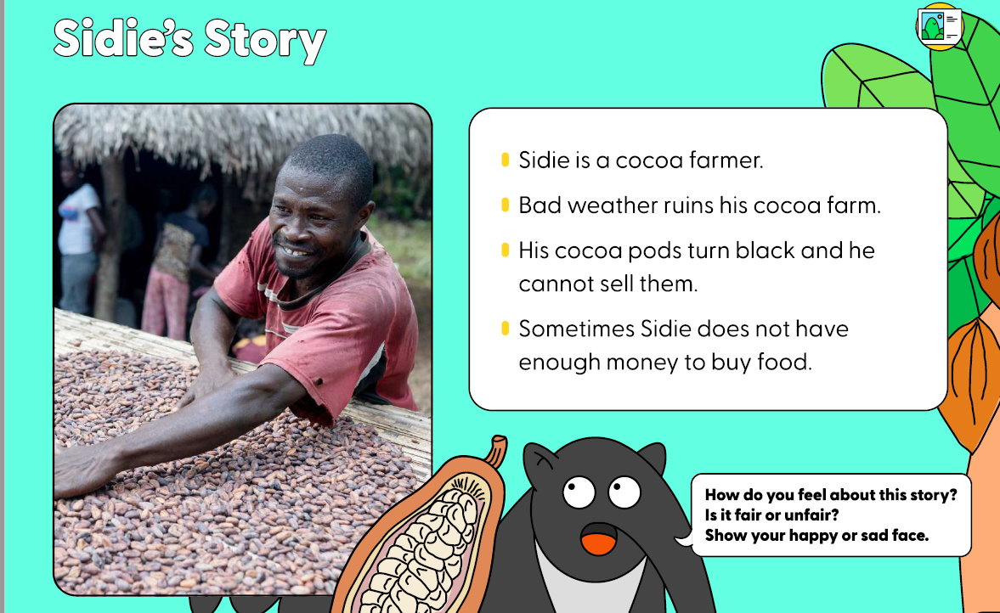 Sidie's Story
Sidie is a cocoa farmer.
Bad weather ruins his cocoa farm.
His cocoa pods turn black and he
cannot sell them.
Sometimes Sidie does not have
enough money to buy food.
How do you feel about this story?
Is it fair or unfair?
Show your happy or sad face.